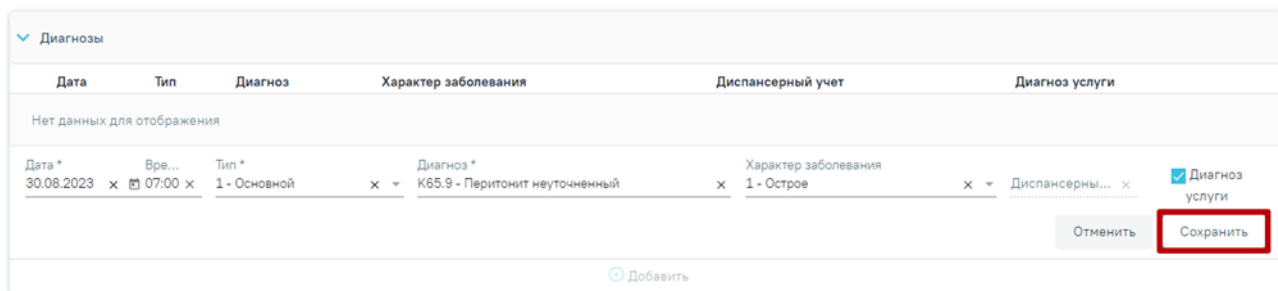 Диагнозы
Дата Тип Диагноз Характер заболевания Диспансерный учет Диагноз услуги
Нет данных для отображения
Дата * Вре... Тип * Диагноз * Характер заболевания
30.08.2023 07:00 1 - Основной K65.9 - Перитонит неуточненный 1 - Острое Диспансерны... Диагноз
услуги
Отменить Сохранить
Добавить